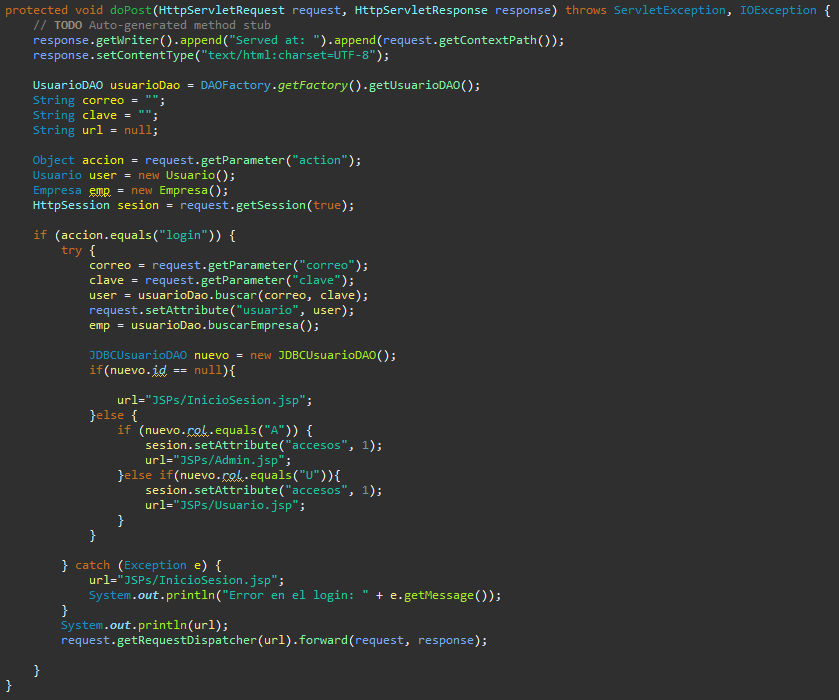 protected void doPost(HttpServletRequest request, HttpServletResponse response) throws ServletException, IOException {
// TODO Auto-generated method stub
response.getWriter().append("Served at: ").append(request.getContextPath());
response.setContentType("text/html:charset=UTF-8");
UsuarioDAO usuarioDao = DAOFactory.getFactory().getUsuarioDAO();
String correo = "";
String clave = "";
String url = null;
Object accion = request.getParameter("action");
Usuario user = new Usuario();
Empresa emp = new Empresa();
HttpSession sesion = request.getSession(true);
if (accion.equals("login")) {
try {
correo = request.getParameter("correo");
clave = request.getParameter("clave");
user = usuarioDao.buscar(correo, clave);
request.setAttribute("usuario", user);
emp = usuarioDao.buscarEmpresa();
JDBCUsuarioDAO nuevo = new JDBCUsuarioDAO();
if(nuevo.id == null){
url="JSPs/InicioSesion.jsp";
}else {
if (nuevo.rol.equals("A")) {
sesion.setAttribute("accesos", 1);
url="JSPs/Admin.jsp";
}else if(nuevo.rol.equals("U")){
sesion.setAttribute("accesos", 1);
url="JSPs/Usuario.jsp";
}
}
} catch (Exception e) {
url="JSPs/InicioSesion.jsp";
System.out.println("Error en el login: " + e.getMessage());
}
System.out.println(url);
request.getRequestDispatcher(url).forward(request, response);
}
}